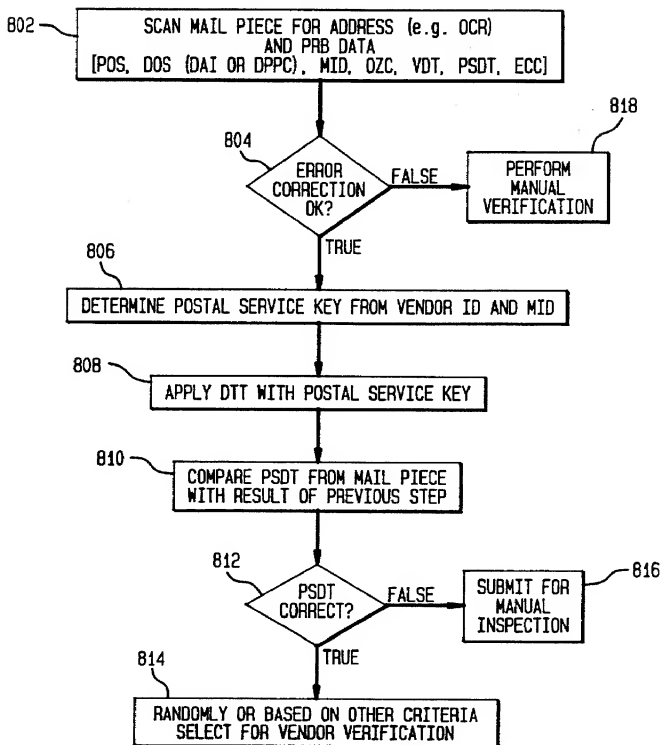 802
SCAN MAIL PIECE FOR ADDRESS (e.g. OCR)
AND PRB DATA
[POS, DOS (DAI OR DPPC), MID, OZC, VDT, PSDT, ECC]
804
ERROR
CORRECTION
OK?
FALSE
818
PERFORM
MANUAL
VERIFICATION
TRUE
806
DETERMINE POSTAL SERVICE KEY FROM VENDOR ID AND MID
808
APPLY DTT WITH POSTAL SERVICE KEY
810
COMPARE PSDT FROM MAIL PIECE
WITH RESULT OF PREVIOUS STEP
812
PSDT
CORRECT?
FALSE
816
SUBMIT FOR
MANUAL
INSPECTION
TRUE
814
RANDOMLY OR BASED ON OTHER CRITERIA
SELECT FOR VENDOR VERIFICATION